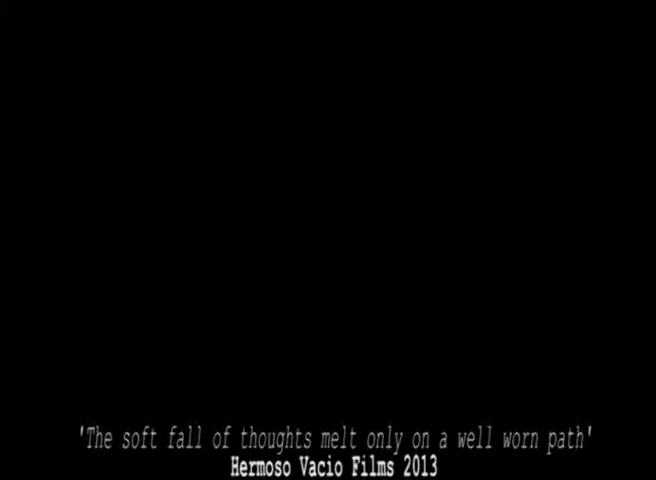 'The soft fall of thoughts melt only on a well worn path'
Hermoso Vacio Films 2013